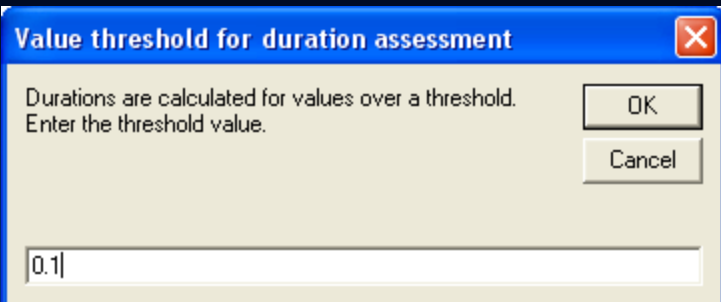 Value threshold for duration assessment
Durations are calculated for values over a threshold.
Enter the threshold value.
OK
Cancel
0.1